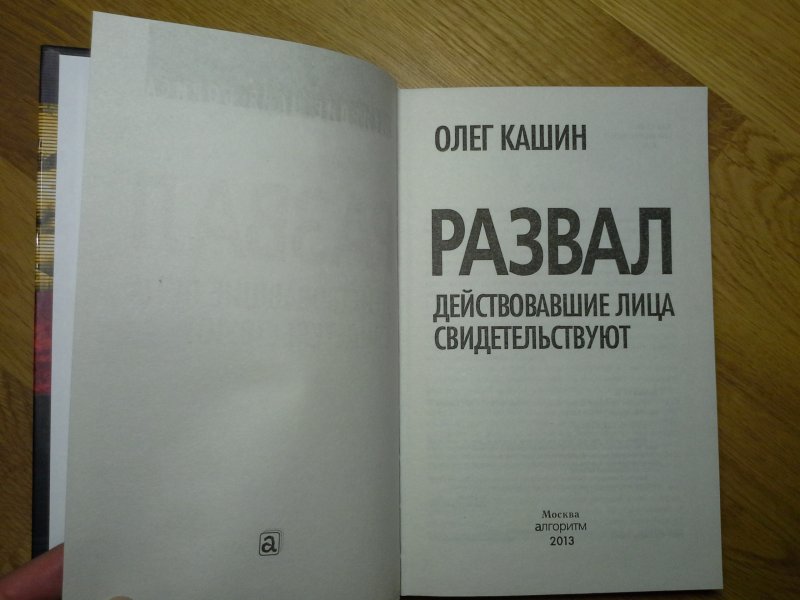 ОЛЕГ КАШИН
РАЗВАЛ
ДЕЙСТВОВАВШИЕ ЛИЦА
СВИДЕТЕЛЬСТВУЮТ
Москва
алгоритм
2013
а